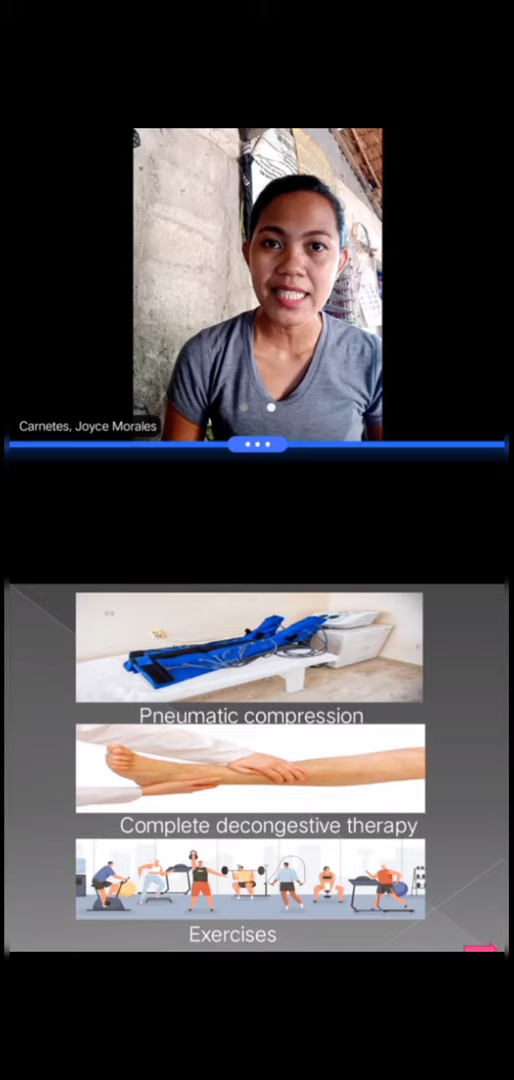 Carnetes, Joyce Morales
Pneumatic compression
Complete decongestive therapy
Exercises